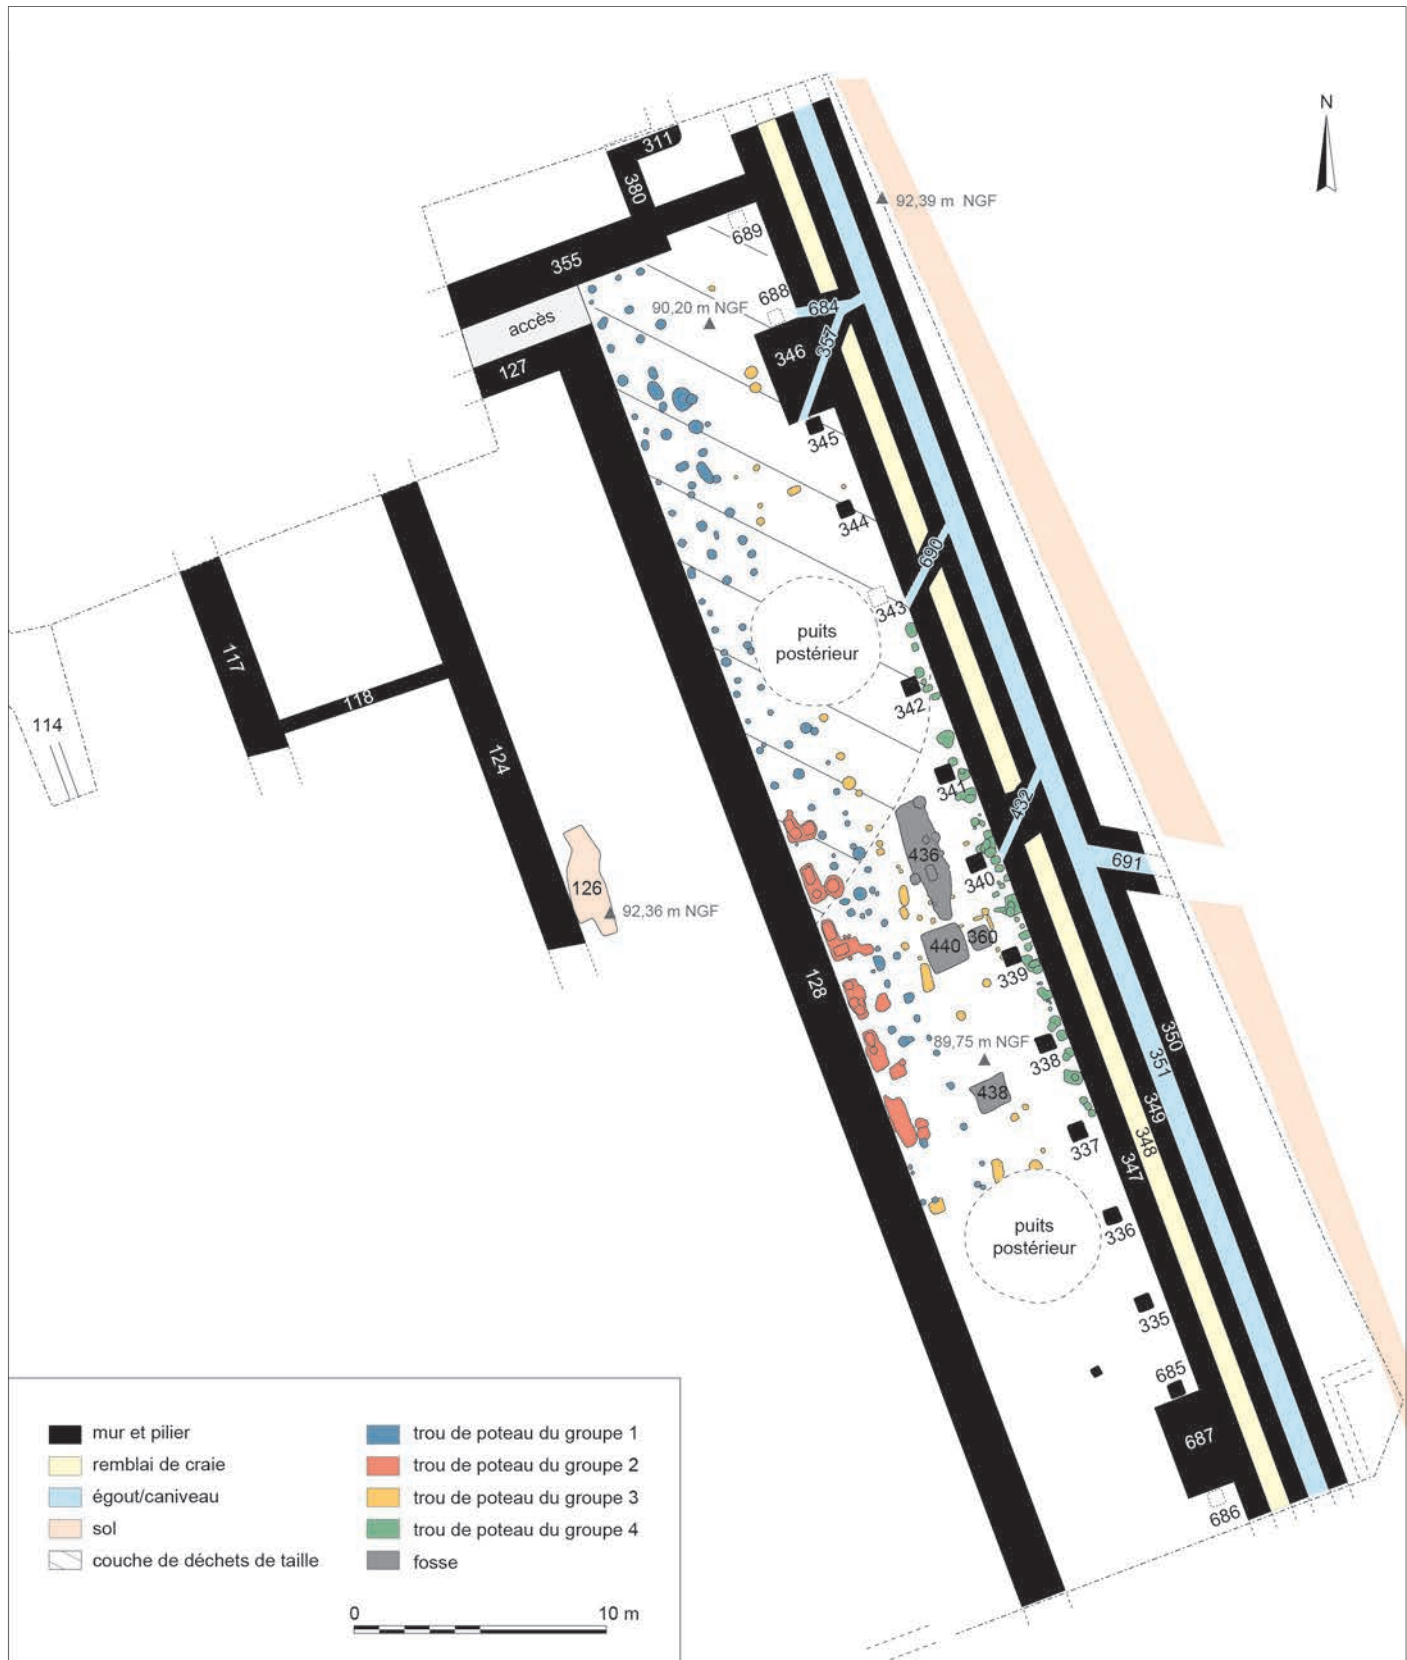 N
311
380
92,39 m NGF
689
355
688
90,20 m NGF
684
accès
357
346
127
345
344
690
343
puits
postérieur
117
118
342
114
124
341
432
436
691
340
126
92,36 m NGF
440
360
339
128
350
89,75 m NGF
338
351
438
349
337
348
347
336
puits
postérieur
335
685
687
686
mur et pilier
remblai de craie
égout/caniveau
sol
couche de déchets de taille
trou de poteau du groupe 1
trou de poteau du groupe 2
trou de poteau du groupe 3
trou de poteau du groupe 4
fosse
0 10 m